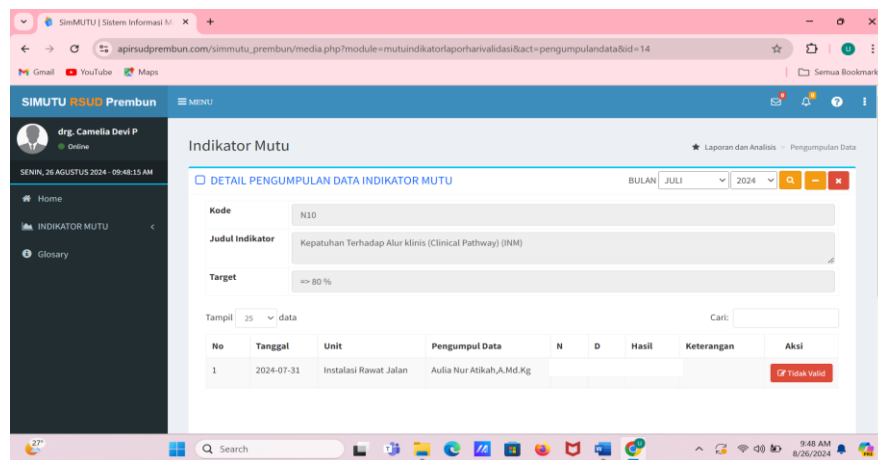 SimMUTU | Sistem Informasi M
apirsudprembun.com/simmutu_prembun/media.php?module=mutuindikatorlaporharivalidasi&act=pengumpulandata&id=14
U
Gmail YouTube Maps Semua Bookmark
SIMUTU RSUD Prembun MENU
drg. Camelia Devi P
Online
SENIN, 26 AGUSTUS 2024 - 09:48:15 AM
Home
INDIKATOR MUTU
Glosary
Indikator Mutu Laporan dan Analisis Pengumpulan Data
DETAIL PENGUMPULAN DATA INDIKATOR MUTU BULAN JULI 2024
Kode N10
Judul Indikator Kepatuhan Terhadap Alur klinis (Clinical Pathway) (INM)
Target => 80 %
Tampil 25 data Cari:
No Tanggal Unit Pengumpul Data N D Hasil Keterangan Aksi
1 2024-07-31 Instalasi Rawat Jalan Aulia Nur Atikah,A.Md.Kg Tidak Valid
27° Search 9:48 AM
8/26/2024